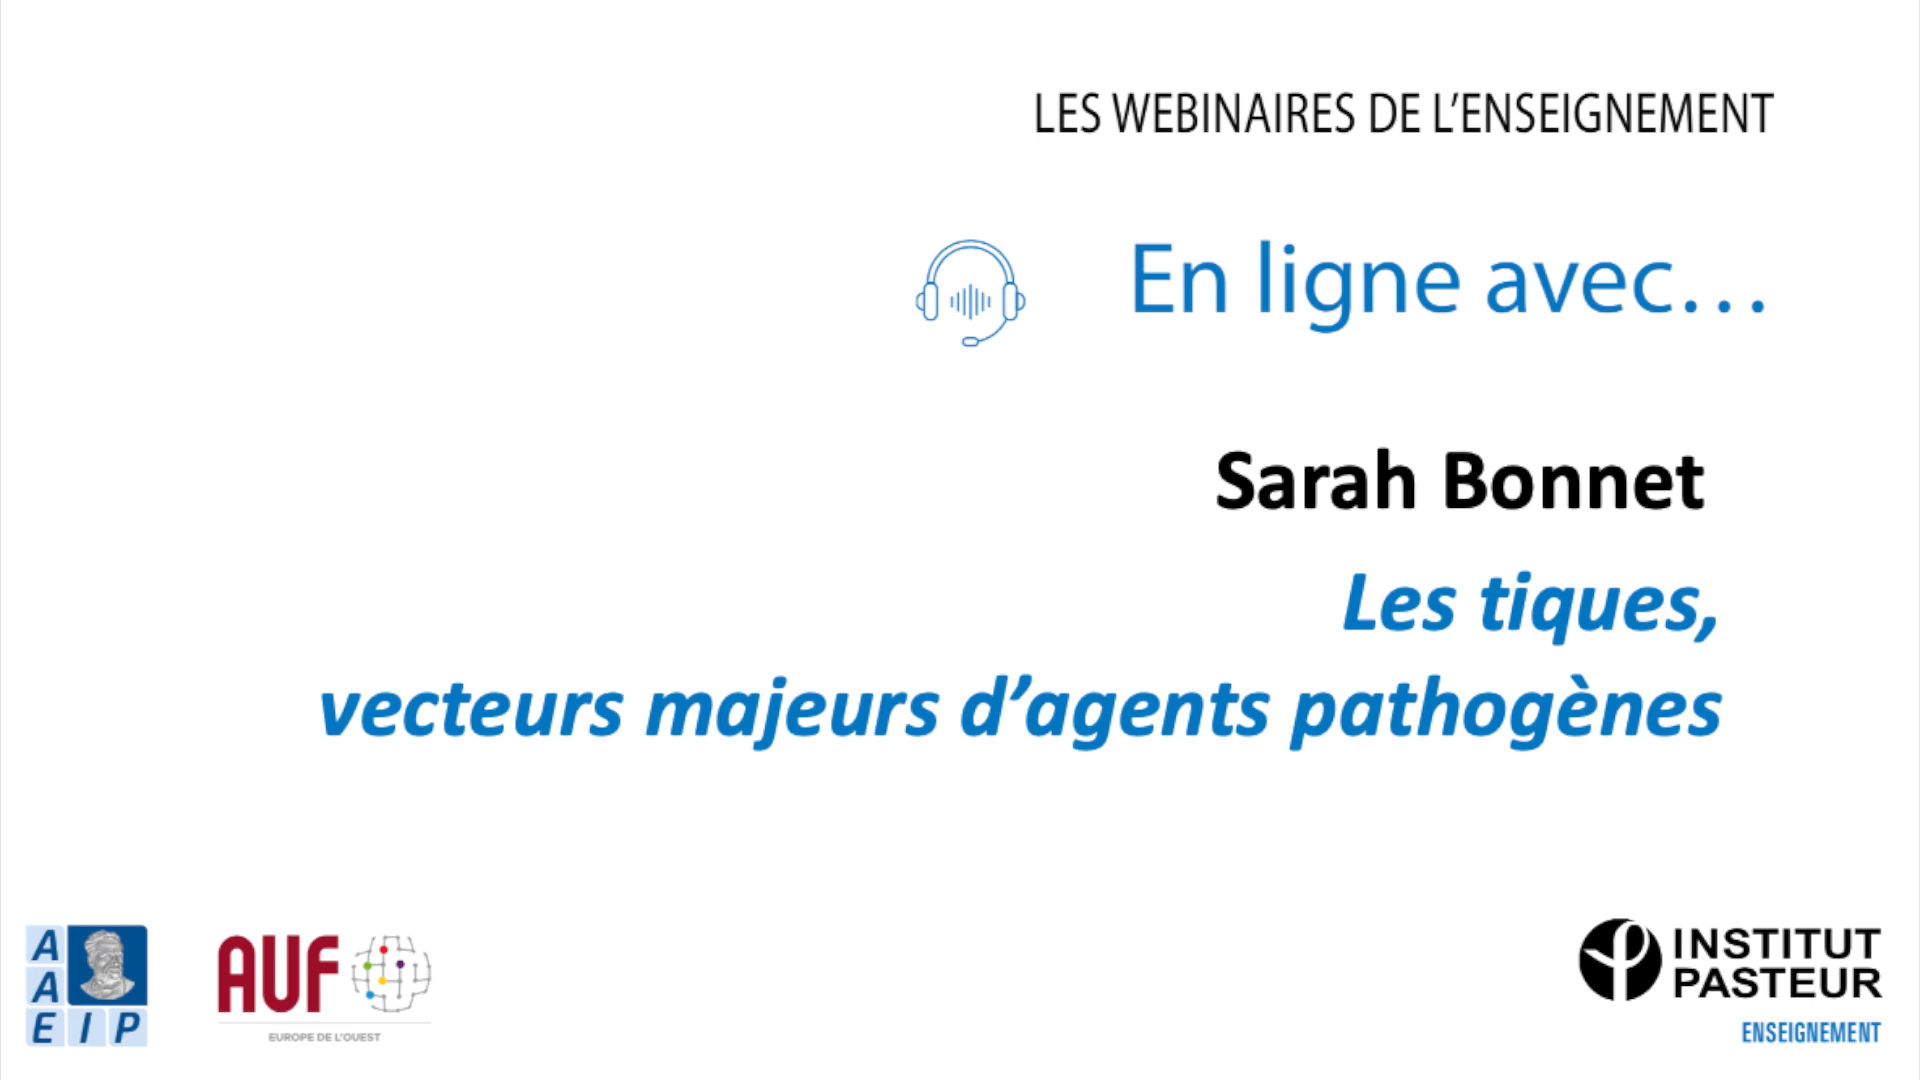 LES WEBINAIRES DE L’ENSEIGNEMENT
En ligne avec…
Sarah Bonnet
Les tiques,
vecteurs majeurs d’agents pathogènes
A
A
E I P
AUF
EUROPE DE L’OUEST
INSTITUT
PASTEUR
ENSEIGNEMENT